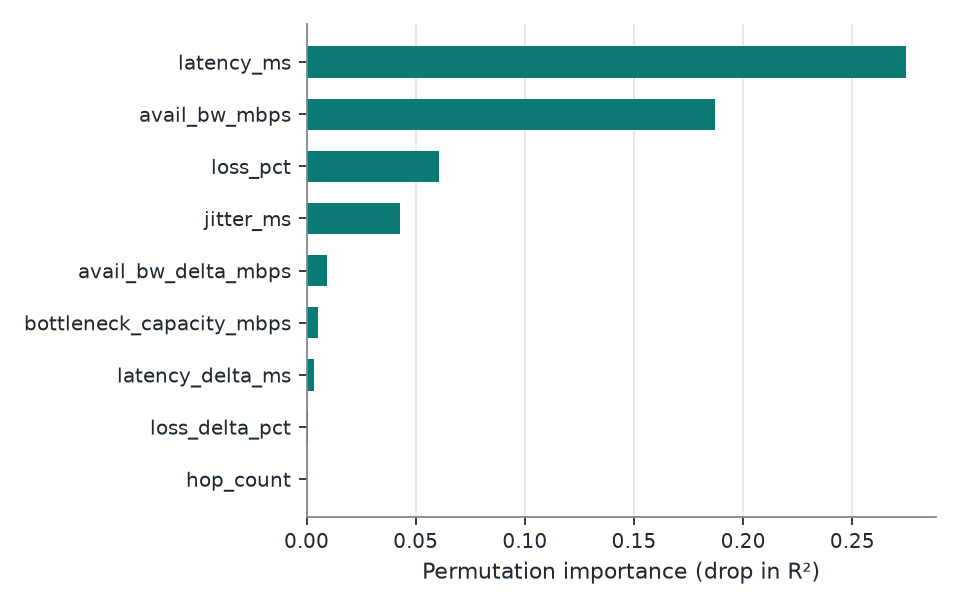 latency_ms
avail_bw_mbps
loss_pct
jitter_ms
avail_bw_delta_mbps
bottleneck_capacity_mbps
latency_delta_ms
loss_delta_pct
hop_count
0.00 0.05 0.10 0.15 0.20 0.25
Permutation importance (drop in R²)